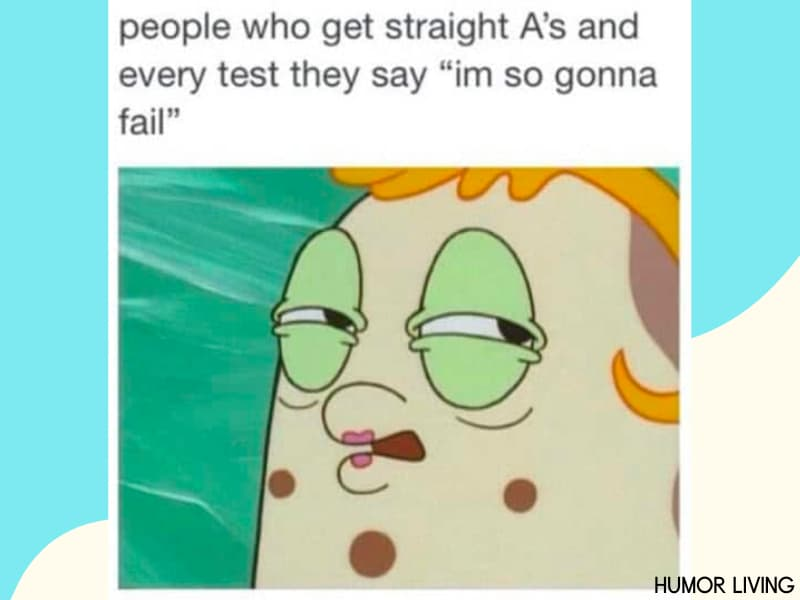 people who get straight A’s and
every test they say “im so gonna
fail”
HUMOR LIVING